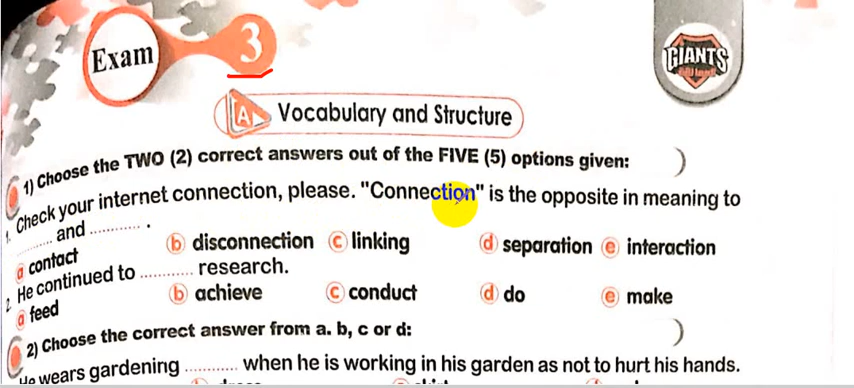 Exam 3
GIANTS
A Vocabulary and Structure
1) Choose the TWO (2) correct answers out of the FIVE (5) options given: )
1. Check your internet connection, please. "Connection" is the opposite in meaning to
.......... and ........... .
a contact b disconnection c linking d separation e interaction
2. He continued to ............ research.
a feed b achieve c conduct d do e make
2) Choose the correct answer from a. b, c or d: )
He wears gardening ............ when he is working in his garden as not to hurt his hands.